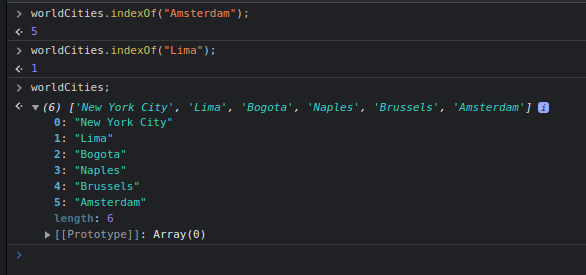 worldCities.indexOf("Amsterdam");
5
worldCities.indexOf("Lima");
1
worldCities;
(6) ['New York City', 'Lima', 'Bogota', 'Naples', 'Brussels', 'Amsterdam'] i
0: "New York City"
1: "Lima"
2: "Bogota"
3: "Naples"
4: "Brussels"
5: "Amsterdam"
length: 6
[[Prototype]]: Array(0)